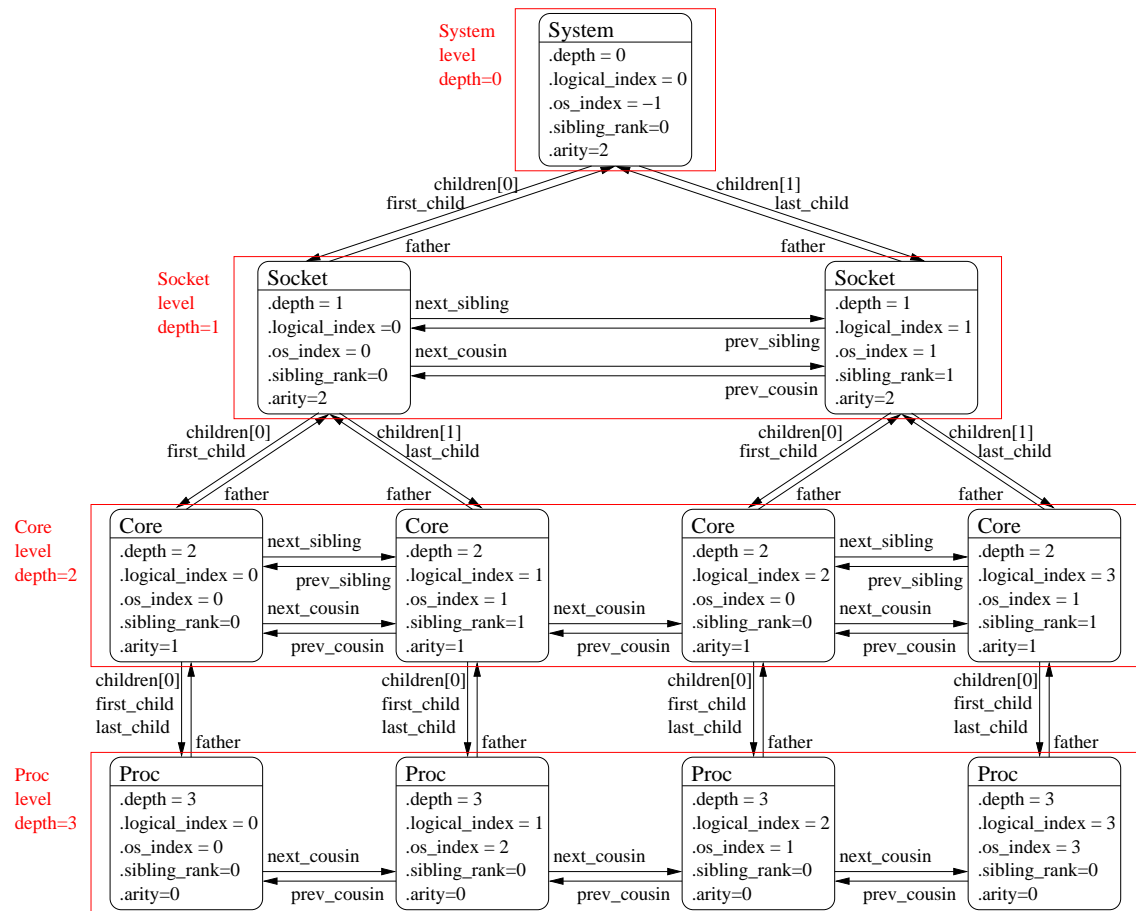 System
level
depth=0
System
.depth = 0
.logical_index = 0
.os_index = −1
.sibling_rank=0
.arity=2
children[0]
first_child
children[1]
last_child
father
father
Socket
level
depth=1
Socket
.depth = 1
.logical_index =0
.os_index = 0
.sibling_rank=0
.arity=2
next_sibling
prev_sibling
next_cousin
prev_cousin
Socket
.depth = 1
.logical_index = 1
.os_index = 1
.sibling_rank=1
.arity=2
children[0]
first_child
children[1]
last_child
children[0]
first_child
children[1]
last_child
father
father
father
father
Core
level
depth=2
Core
.depth = 2
.logical_index = 0
.os_index = 0
.sibling_rank=0
.arity=1
next_sibling
prev_sibling
next_cousin
prev_cousin
Core
.depth = 2
.logical_index = 1
.os_index = 1
.sibling_rank=1
.arity=1
next_cousin
prev_cousin
Core
.depth = 2
.logical_index = 2
.os_index = 0
.sibling_rank=0
.arity=1
next_sibling
prev_sibling
next_cousin
prev_cousin
Core
.depth = 2
.logical_index = 3
.os_index = 1
.sibling_rank=1
.arity=1
children[0]
first_child
last_child
father
children[0]
first_child
last_child
father
children[0]
first_child
last_child
father
children[0]
first_child
last_child
father
Proc
level
depth=3
Proc
.depth = 3
.logical_index = 0
.os_index = 0
.sibling_rank=0
.arity=0
next_cousin
prev_cousin
Proc
.depth = 3
.logical_index = 1
.os_index = 2
.sibling_rank=0
.arity=0
next_cousin
prev_cousin
Proc
.depth = 3
.logical_index = 2
.os_index = 1
.sibling_rank=0
.arity=0
next_cousin
prev_cousin
Proc
.depth = 3
.logical_index = 3
.os_index = 3
.sibling_rank=0
.arity=0